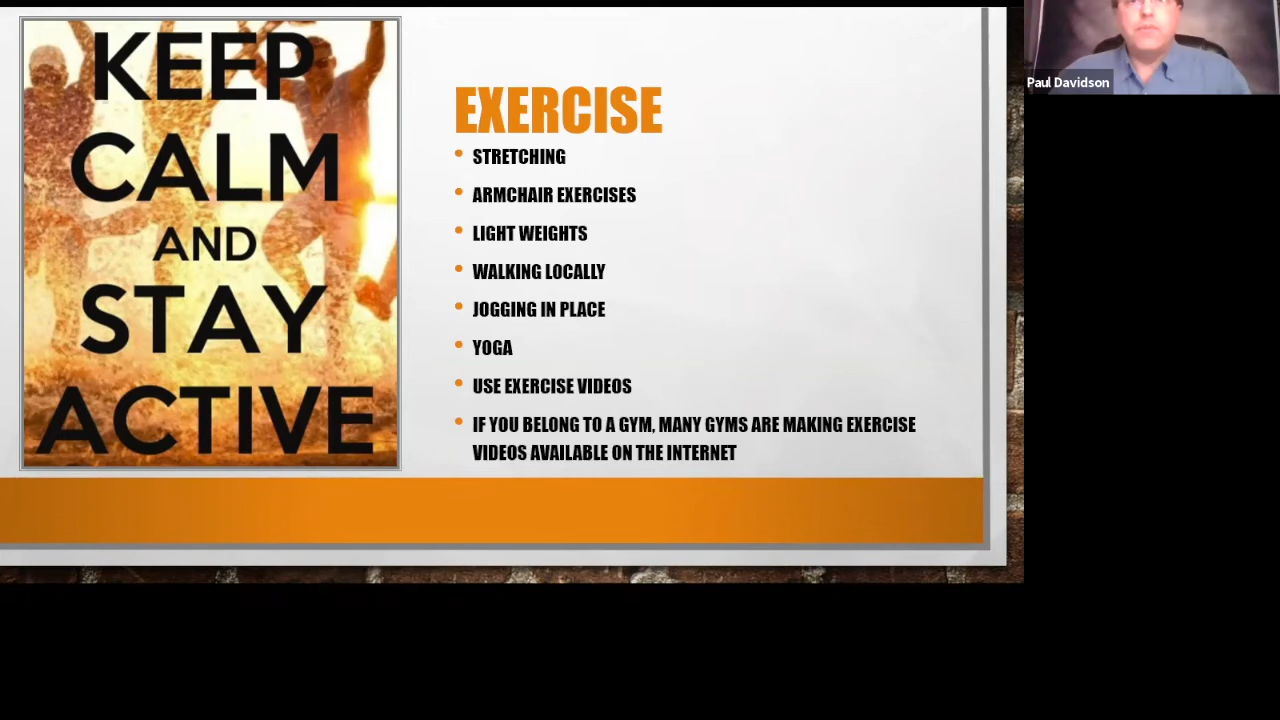 KEEP
CALM
AND
STAY
ACTIVE
EXERCISE
• STRETCHING
• ARMCHAIR EXERCISES
• LIGHT WEIGHTS
• WALKING LOCALLY
• JOGGING IN PLACE
• YOGA
• USE EXERCISE VIDEOS
• IF YOU BELONG TO A GYM, MANY GYMS ARE MAKING EXERCISE
VIDEOS AVAILABLE ON THE INTERNET
Paul Davidson